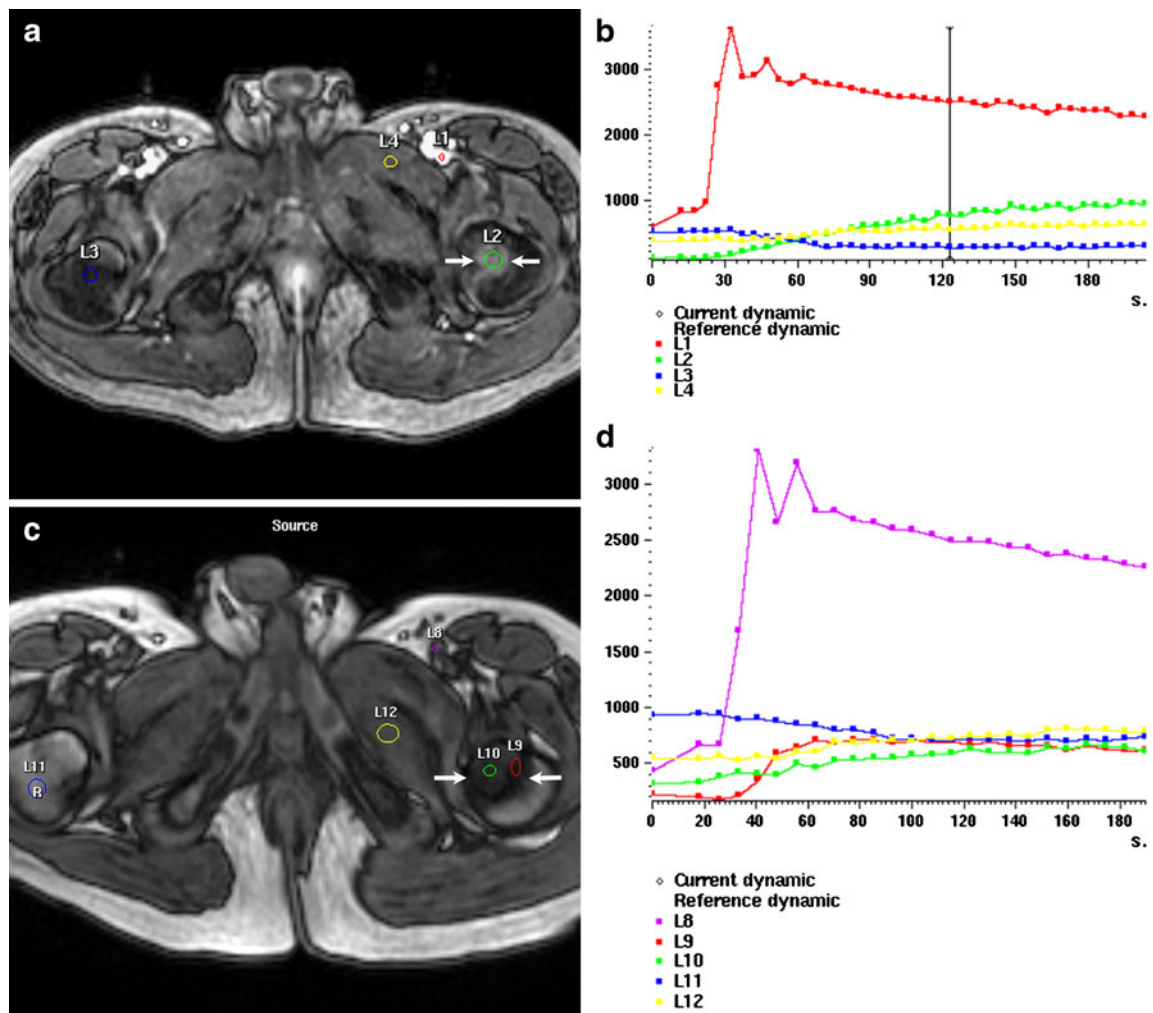 a
L4
L1
L3
L2
b
3000
2000
1000
0 30 60 90 120 150 180
s.
Current dynamic
Reference dynamic
L1
L2
L3
L4
c
Source
L8
L12
L10 L9
L11
R
d
3000
2500
2000
1500
1000
500
0 20 40 60 80 100 120 140 160 180
s.
Current dynamic
Reference dynamic
L8
L9
L10
L11
L12